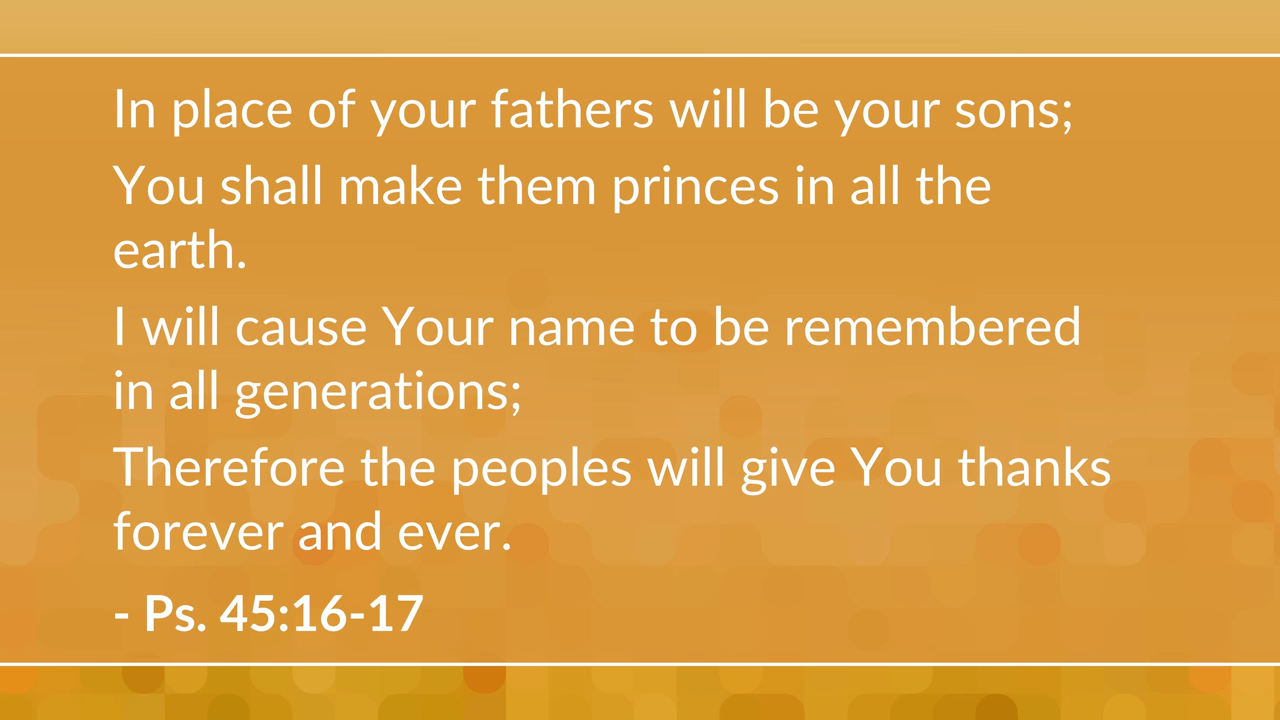 In place of your fathers will be your sons;
You shall make them princes in all the
earth.
I will cause Your name to be remembered
in all generations;
Therefore the peoples will give You thanks
forever and ever.
- Ps. 45:16-17